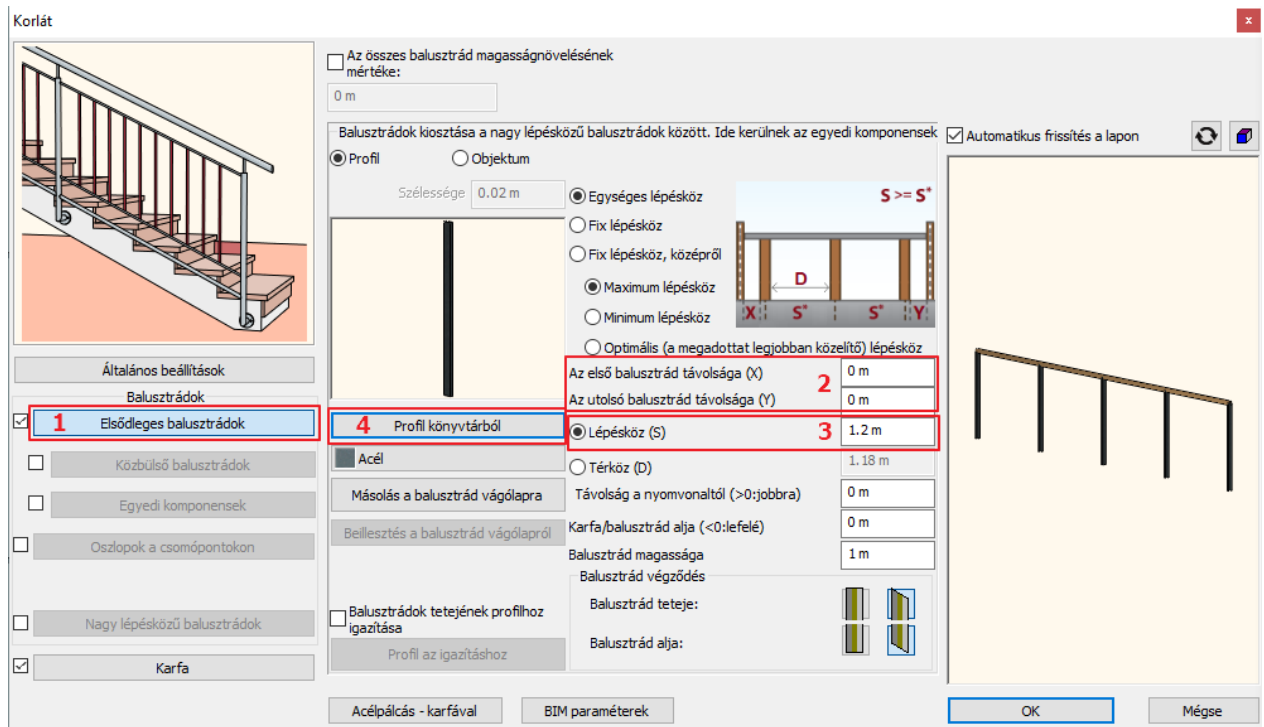 Korlát
x
Az összes balusztrád magasságnövelésének
mértéke:
0 m
Balusztrádok kiosztása a nagy lépésközű balusztrádok között. Ide kerülnek az egyedi komponensek
Profil
Objektum
Szélessége
0.02 m
Egységes lépésköz
Fix lépésköz
Fix lépésköz, középről
Maximum lépésköz
Minimum lépésköz
Optimális (a megadottat legjobban közelítő) lépésköz
S >= S*
D
X
S*
S*
Y
Az első balusztrád távolsága (X)
0 m
2
Az utolsó balusztrád távolsága (Y)
0 m
4
Profil könyvtárból
Lépésköz (S)
3
1.2 m
Acél
Térköz (D)
1.18 m
Másolás a balusztrád vágólapra
Távolság a nyomvonaltól (>0:jobbra)
0 m
Beillesztés a balusztrád vágólapról
Karfa/balusztrád alja (<0:lefelé)
0 m
Balusztrád magassága
1 m
Balusztrád végződés
Balusztrád teteje:
Balusztrád alja:
Balusztrádok tetejének profilhoz
igazítása
Profil az igazításhoz
Általános beállítások
Balusztrádok
1
Elsődleges balusztrádok
Közbülső balusztrádok
Egyedi komponensek
Oszlopok a csomópontokon
Nagy lépésközű balusztrádok
Karfa
Automatikus frissítés a lapon
Acélpálcás - karfával
BIM paraméterek
OK
Mégse